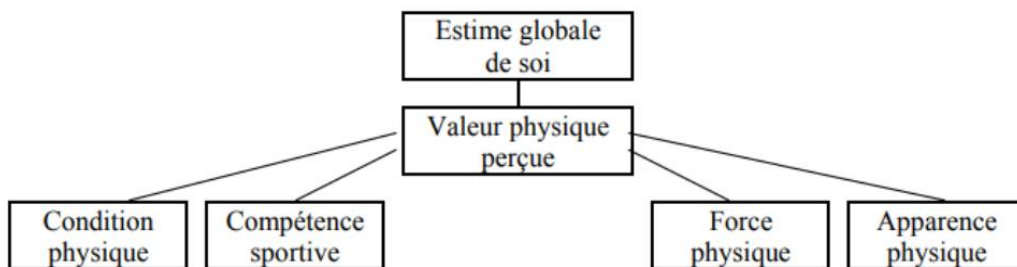 Estime globale
de soi
Valeur physique
perçue
Condition
physique
Compétence
sportive
Force
physique
Apparence
physique